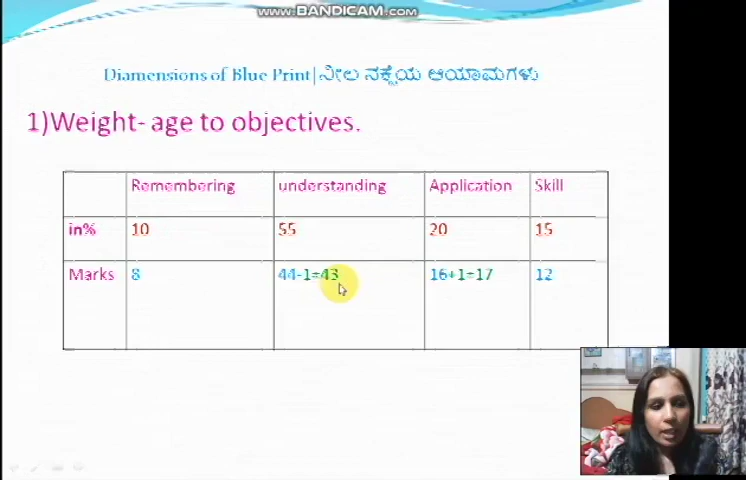 www.BANDICAM.com
Diamensions of Blue Print|ನೀಲ ನಕ್ಷೆಯ ಆಯಾಮಗಳು
1)Weight- age to objectives.
Remembering understanding Application Skill
in% 10 55 20 15
Marks 8 44-1=43 16+1=17 12